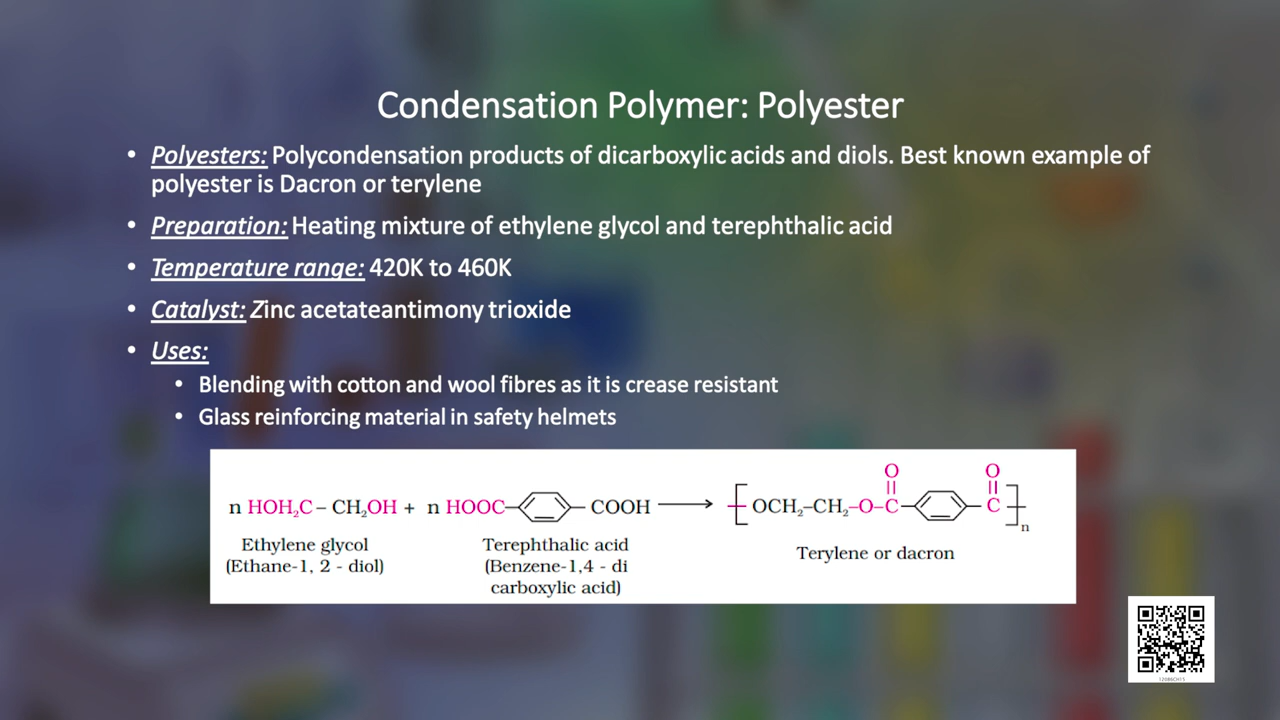 Condensation Polymer: Polyester
• Polyesters: Polycondensation products of dicarboxylic acids and diols. Best known example of
polyester is Dacron or terylene
• Preparation: Heating mixture of ethylene glycol and terephthalic acid
• Temperature range: 420K to 460K
• Catalyst: Zinc acetateantimony trioxide
• Uses:
• Blending with cotton and wool fibres as it is crease resistant
• Glass reinforcing material in safety helmets
O O
n HOH₂C – CH₂OH + n HOOC COOH OCH₂–CH₂–O–C C n
Ethylene glycol
(Ethane-1, 2 - diol)
Terephthalic acid
(Benzene-1,4 - di
carboxylic acid)
Terylene or dacron
12086CH15